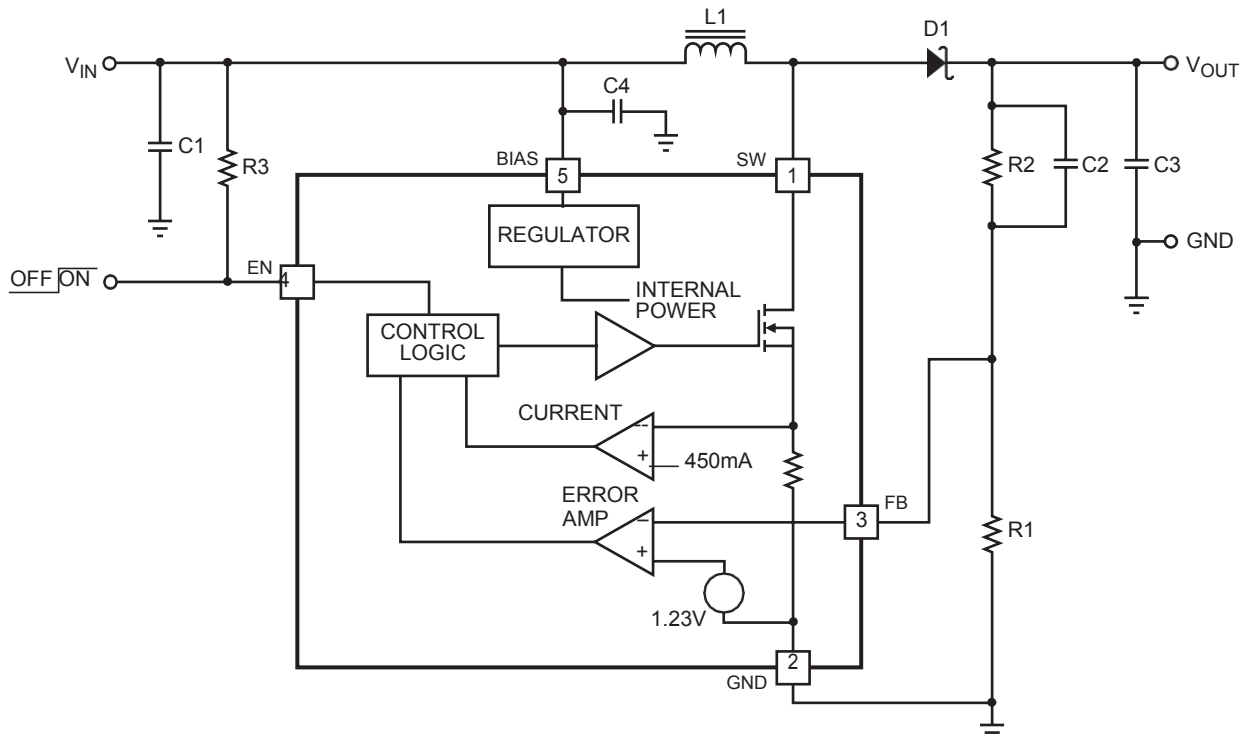 L1
D1
VIN
VOUT
C4
C1
R3
BIAS
SW
5
1
R2
C2
C3
REGULATOR
GND
OFF ON
EN
4
INTERNAL
POWER
CONTROL
LOGIC
CURRENT
--
+
450mA
ERROR
AMP
FB
–
3
R1
+
1.23V
2
GND